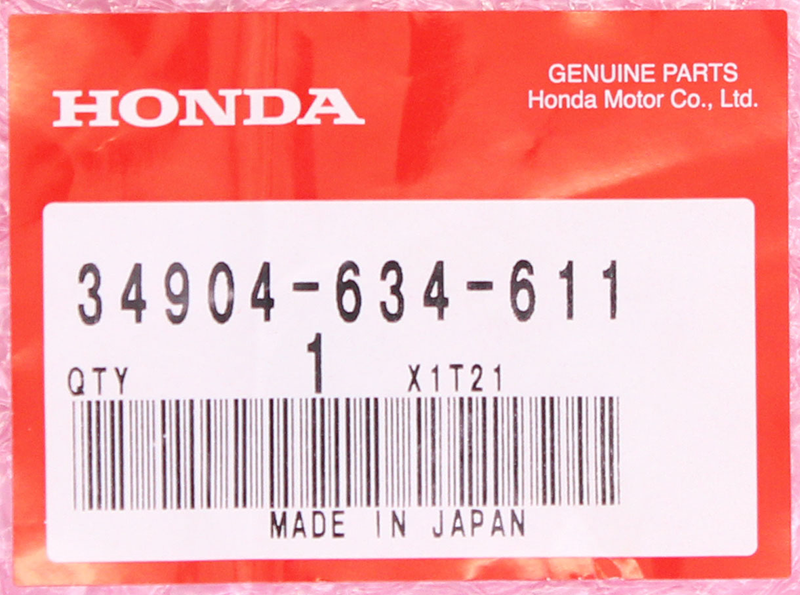 HONDA
GENUINE PARTS
Honda Motor Co., Ltd.
34904-634-611
QTY 1 X1T21
MADE IN JAPAN